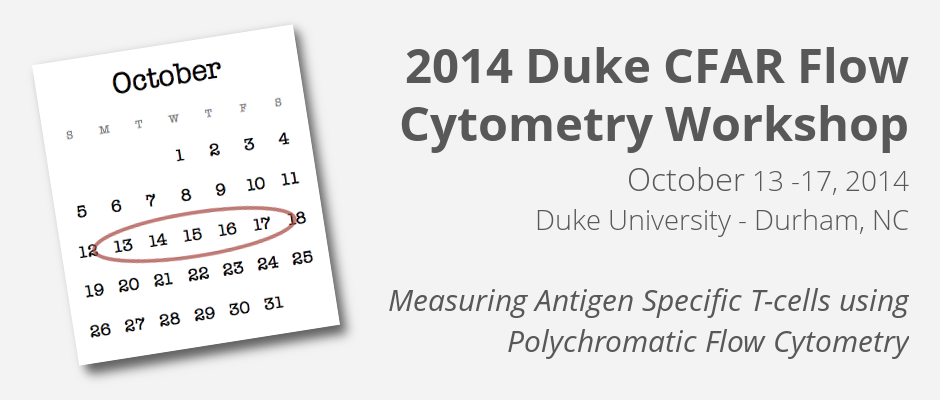 October
S M T W T F S
1 2 3 4
5 6 7 8 9 10 11
12 13 14 15 16 17 18
19 20 21 22 23 24 25
26 27 28 29 30 31
2014 Duke CFAR Flow
Cytometry Workshop
October 13 -17, 2014
Duke University - Durham, NC
Measuring Antigen Specific T-cells using
Polychromatic Flow Cytometry